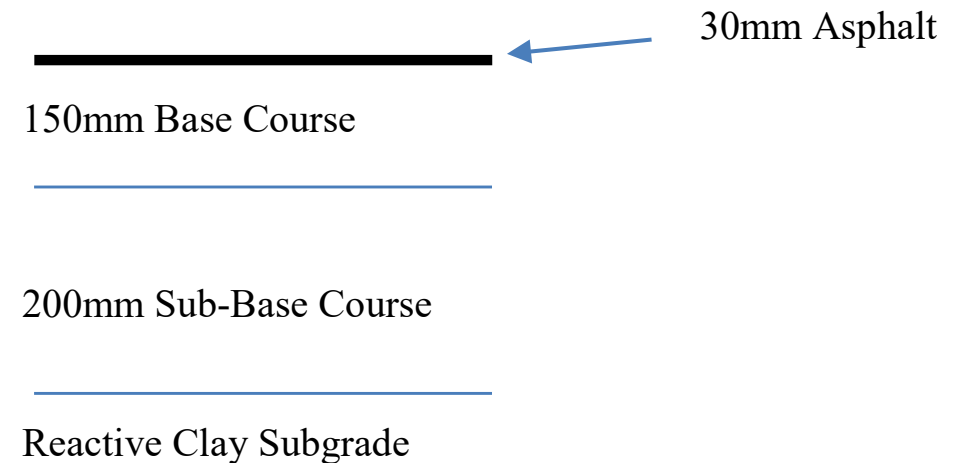 30mm Asphalt
150mm Base Course
200mm Sub-Base Course
Reactive Clay Subgrade